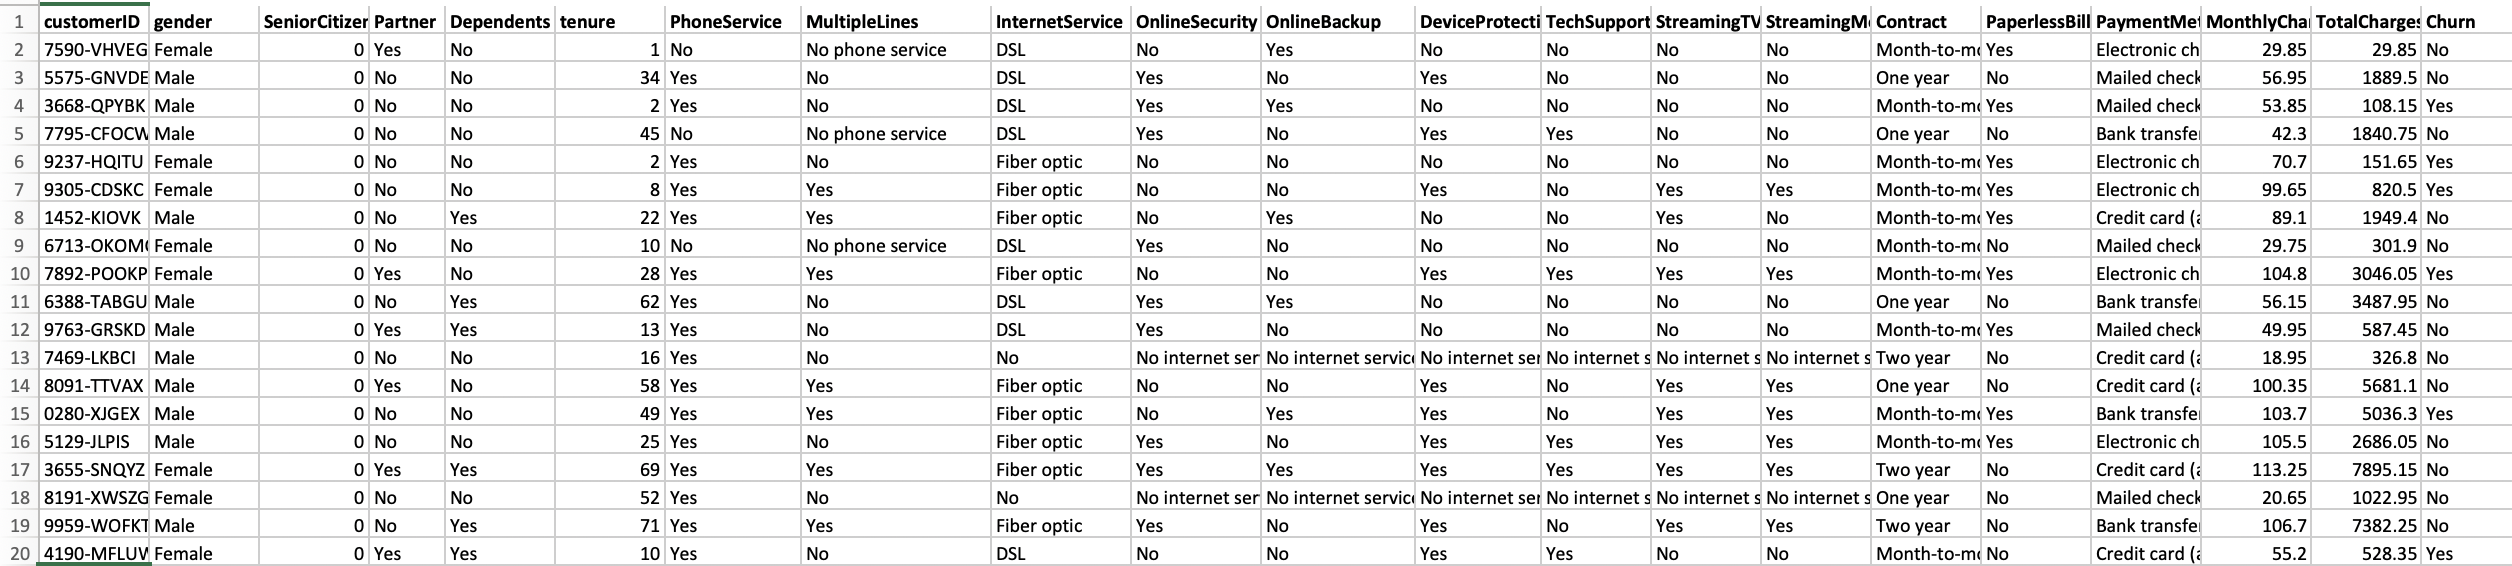 1 customerID gender SeniorCitizen Partner Dependents tenure PhoneService MultipleLines InternetService OnlineSecurity OnlineBackup DeviceProtecti TechSupport StreamingTV StreamingMo Contract PaperlessBill PaymentMet MonthlyChar TotalCharges Churn
2 7590-VHVEG Female 0 Yes No 1 No No phone service DSL No Yes No No No No Month-to-mo Yes Electronic ch 29.85 29.85 No
3 5575-GNVDE Male 0 No No 34 Yes No DSL Yes No Yes No No No One year No Mailed check 56.95 1889.5 No
4 3668-QPYBK Male 0 No No 2 Yes No DSL Yes Yes No No No No Month-to-mo Yes Mailed check 53.85 108.15 Yes
5 7795-CFOCW Male 0 No No 45 No No phone service DSL Yes No Yes Yes No No One year No Bank transfer 42.3 1840.75 No
6 9237-HQITU Female 0 No No 2 Yes No Fiber optic No No No No No No Month-to-mo Yes Electronic ch 70.7 151.65 Yes
7 9305-CDSKC Female 0 No No 8 Yes Yes Fiber optic No No Yes No Yes Yes Month-to-mo Yes Electronic ch 99.65 820.5 Yes
8 1452-KIOVK Male 0 No Yes 22 Yes Yes Fiber optic No Yes No No Yes No Month-to-mo Yes Credit card (a 89.1 1949.4 No
9 6713-OKOMC Female 0 No No 10 No No phone service DSL Yes No No No No No Month-to-mo No Mailed check 29.75 301.9 No
10 7892-POOKP Female 0 Yes No 28 Yes Yes Fiber optic No No Yes Yes Yes Yes Month-to-mo Yes Electronic ch 104.8 3046.05 Yes
11 6388-TABGU Male 0 No Yes 62 Yes No DSL Yes Yes No No No No One year No Bank transfer 56.15 3487.95 No
12 9763-GRSKD Male 0 Yes Yes 13 Yes No DSL Yes No No No No No Month-to-mo Yes Mailed check 49.95 587.45 No
13 7469-LKBCI Male 0 No No 16 Yes No No No internet ser No internet service No internet ser No internet s No internet s No internet s Two year No Credit card (a 18.95 326.8 No
14 8091-TTVAX Male 0 Yes No 58 Yes Yes Fiber optic No No Yes No Yes Yes One year No Credit card (a 100.35 5681.1 No
15 0280-XJGEX Male 0 No No 49 Yes Yes Fiber optic No Yes Yes No Yes Yes Month-to-mo Yes Bank transfer 103.7 5036.3 Yes
16 5129-JLPIS Male 0 No No 25 Yes No Fiber optic Yes No Yes Yes Yes Yes Month-to-mo Yes Electronic ch 105.5 2686.05 No
17 3655-SNQYZ Female 0 Yes Yes 69 Yes Yes Fiber optic Yes Yes Yes Yes Yes Yes Two year No Credit card (a 113.25 7895.15 No
18 8191-XWSZG Female 0 No No 52 Yes No No No internet ser No internet service No internet ser No internet s No internet s No internet s One year No Mailed check 20.65 1022.95 No
19 9959-WOFKT Male 0 No Yes 71 Yes Yes Fiber optic Yes No Yes No Yes Yes Two year No Bank transfer 106.7 7382.25 No
20 4190-MFLUW Female 0 Yes Yes 10 Yes No DSL No No Yes Yes No No Month-to-mo No Credit card (a 55.2 528.35 Yes